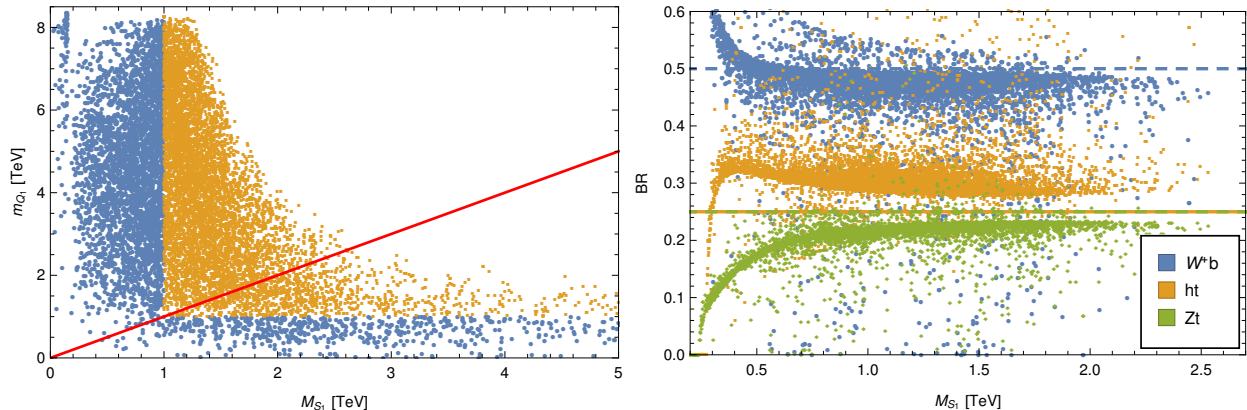 m_{Q_1} [TeV]
8
6
4
2
0
0 1 2 3 4 5
M_{S_1} [TeV]
BR
0.6
0.5
0.4
0.3
0.2
0.1
0.0
0.5 1.0 1.5 2.0 2.5
M_{S_1} [TeV]
W⁺b
ht
Zt